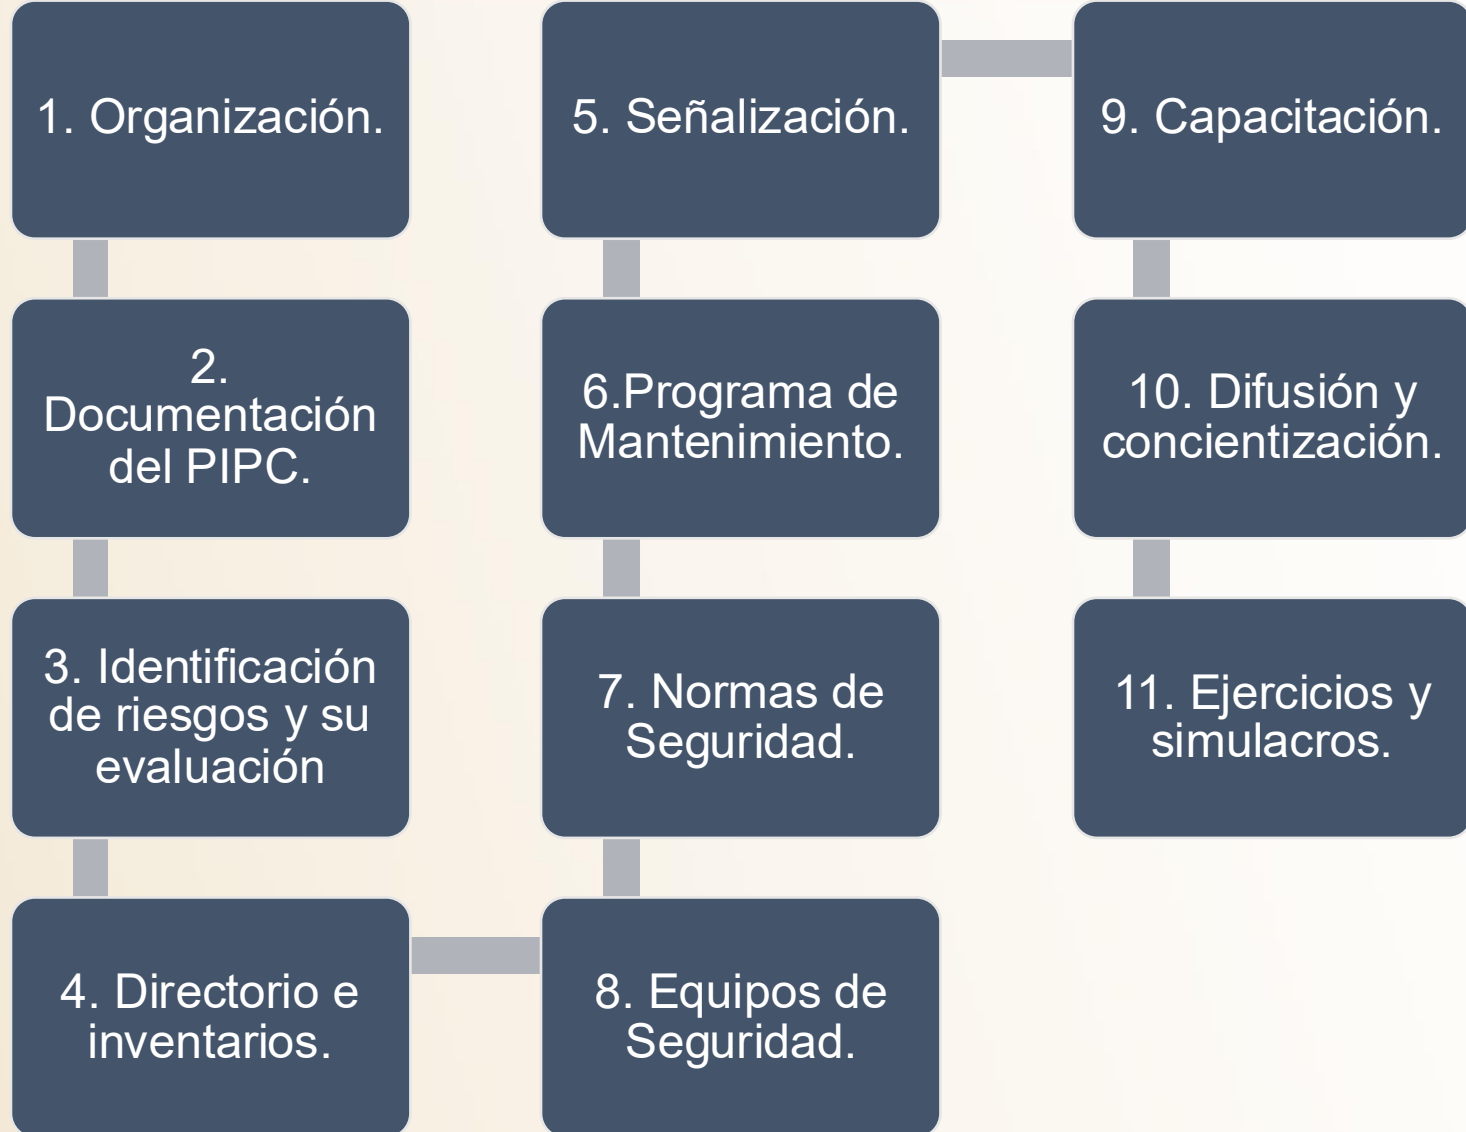 1. Organización.
2.
Documentación
del PIPC.
3. Identificación
de riesgos y su
evaluación
4. Directorio e
inventarios.
5. Señalización.
6.Programa de
Mantenimiento.
7. Normas de
Seguridad.
8. Equipos de
Seguridad.
9. Capacitación.
10. Difusión y
concientización.
11. Ejercicios y
simulacros.